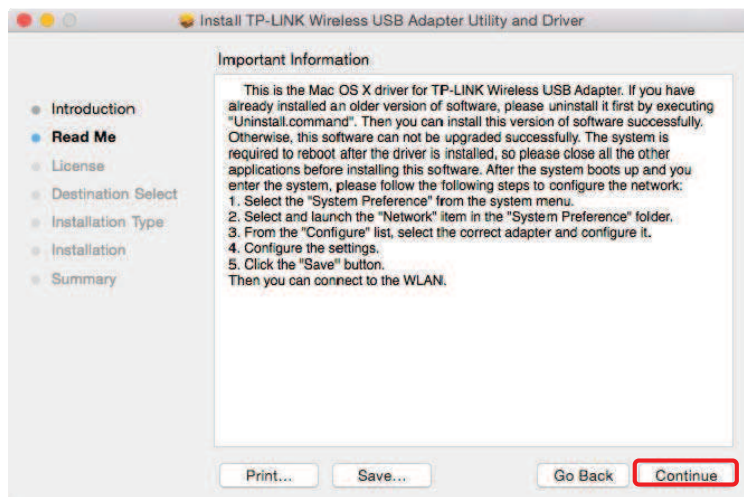 Install TP-LINK Wireless USB Adapter Utility and Driver
Important Information
Introduction
Read Me
License
Destination Select
Installation Type
Installation
Summary
This is the Mac OS X driver for TP-LINK Wireless USB Adapter. If you have
already installed an older version of software, please uninstall it first by executing
"Uninstall.command". Then you can install this version of software successfully.
Otherwise, this software can not be upgraded successfully. The system is
required to reboot after the driver is installed, so please close all the other
applications before installing this software. After the system boots up and you
enter the system, please follow the following steps to configure the network:
1. Select the "System Preference" from the system menu.
2. Select and launch the "Network" item in the "System Preference" folder.
3. From the "Configure" list, select the correct adapter and configure it.
4. Configure the settings.
5. Click the "Save" button.
Then you can connect to the WLAN.
Print... Save... Go Back Continue